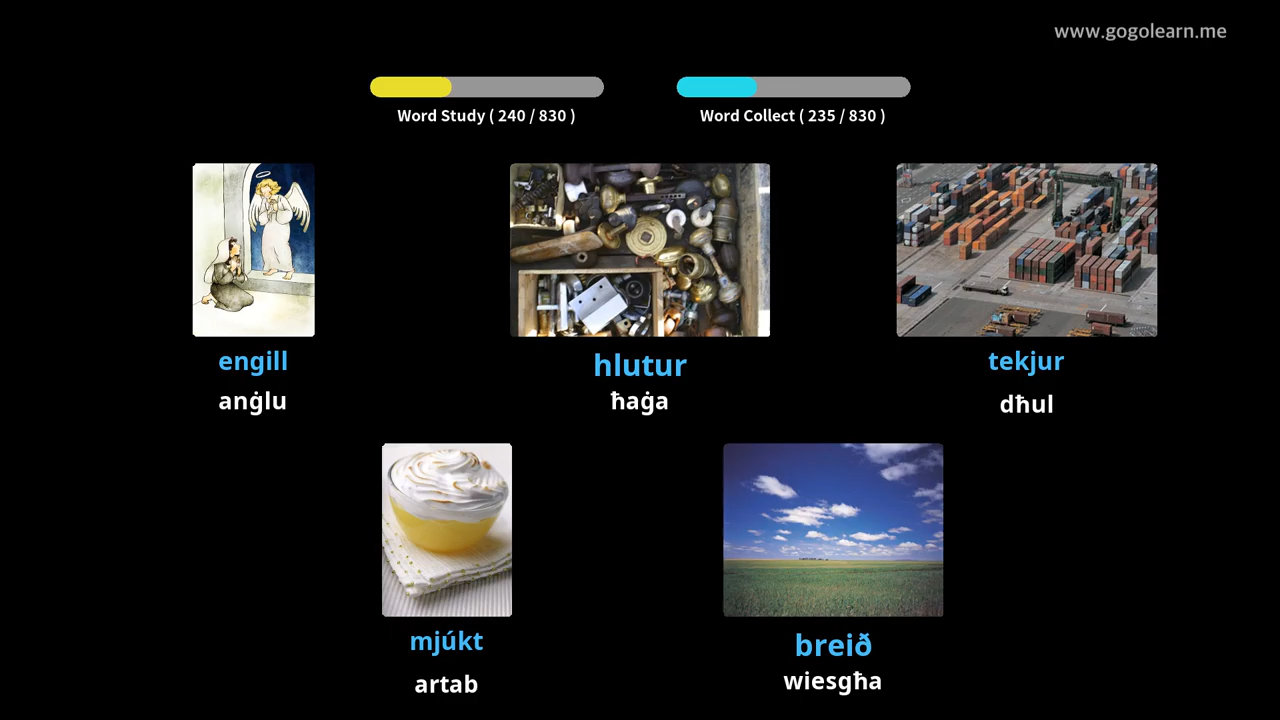 www.gogolearn.me
Word Study ( 240 / 830 )
Word Collect ( 235 / 830 )
engill
anġlu
hlutur
ħaġa
tekjur
dħul
mjúkt
artab
breið
wiesgħa